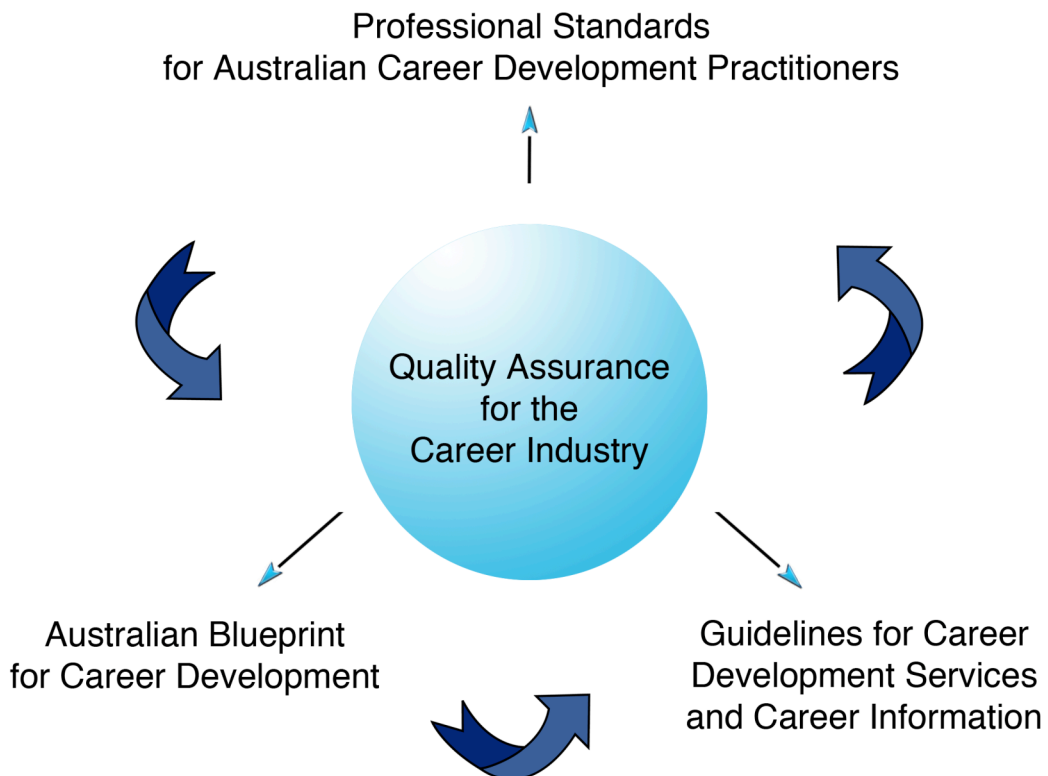 Professional Standards
for Australian Career Development Practitioners
Quality Assurance
for the
Career Industry
Australian Blueprint
for Career Development
Guidelines for Career
Development Services
and Career Information